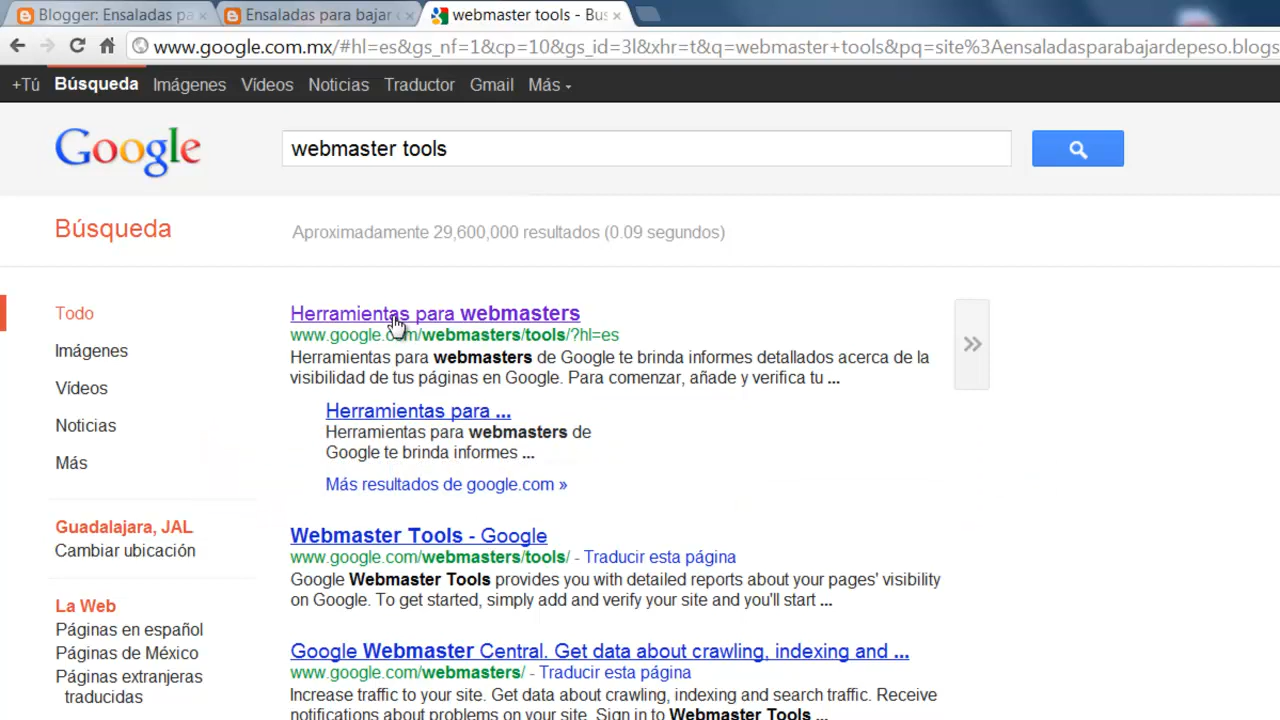 Blogger: Ensaladas pa
Ensaladas para bajar
webmaster tools - Bus
www.google.com.mx/#hl=es&gs_nf=1&cp=10&gs_id=3l&xhr=t&q=webmaster+tools&pq=site%3Aensaladasparabajardepeso.blogs
+Tú Búsqueda Imágenes Vídeos Noticias Traductor Gmail Más
Google
webmaster tools
Búsqueda
Aproximadamente 29,600,000 resultados (0.09 segundos)
Todo
Imágenes
Vídeos
Noticias
Más
Guadalajara, JAL
Cambiar ubicación
La Web
Páginas en español
Páginas de México
Páginas extranjeras
traducidas
Herramientas para webmasters
www.google.com/webmasters/tools/?hl=es
Herramientas para webmasters de Google te brinda informes detallados acerca de la
visibilidad de tus páginas en Google. Para comenzar, añade y verifica tu ...
Herramientas para ...
Herramientas para webmasters de
Google te brinda informes ...
Más resultados de google.com »
Webmaster Tools - Google
www.google.com/webmasters/tools/ - Traducir esta página
Google Webmaster Tools provides you with detailed reports about your pages' visibility
on Google. To get started, simply add and verify your site and you'll start ...
Google Webmaster Central. Get data about crawling, indexing and ...
www.google.com/webmasters/ - Traducir esta página
Increase traffic to your site. Get data about crawling, indexing and search traffic. Receive
notifications about problems on your site. Sign in to Webmaster Tools ...